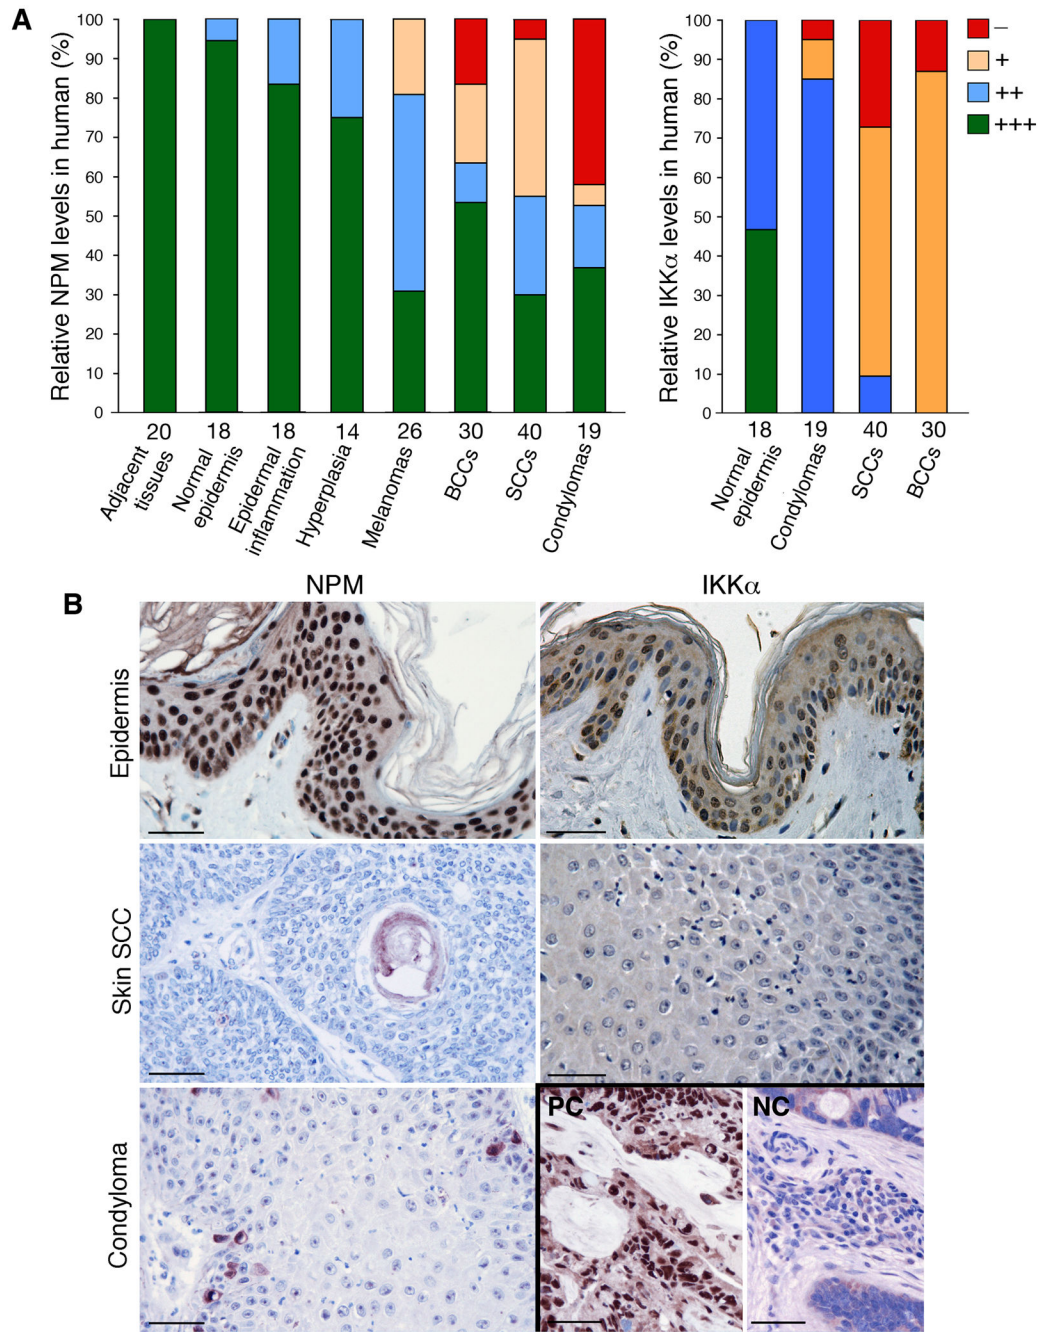 A
Relative NPM levels in human (%)
100
90
80
70
60
50
40
30
20
10
0
20
18
18
14
26
30
40
19
Adjacent
tissues
Normal
epidermis
Epidermal
inflammation
Hyperplasia
Melanomas
BCCs
SCCs
Condylomas
Relative IKKα levels in human (%)
100
90
80
70
60
50
40
30
20
10
0
18
19
40
30
Normal
epidermis
Condylomas
SCCs
BCCs
–
+
++
+++
B
NPM
IKKα
Epidermis
Skin SCC
Condyloma
PC
NC